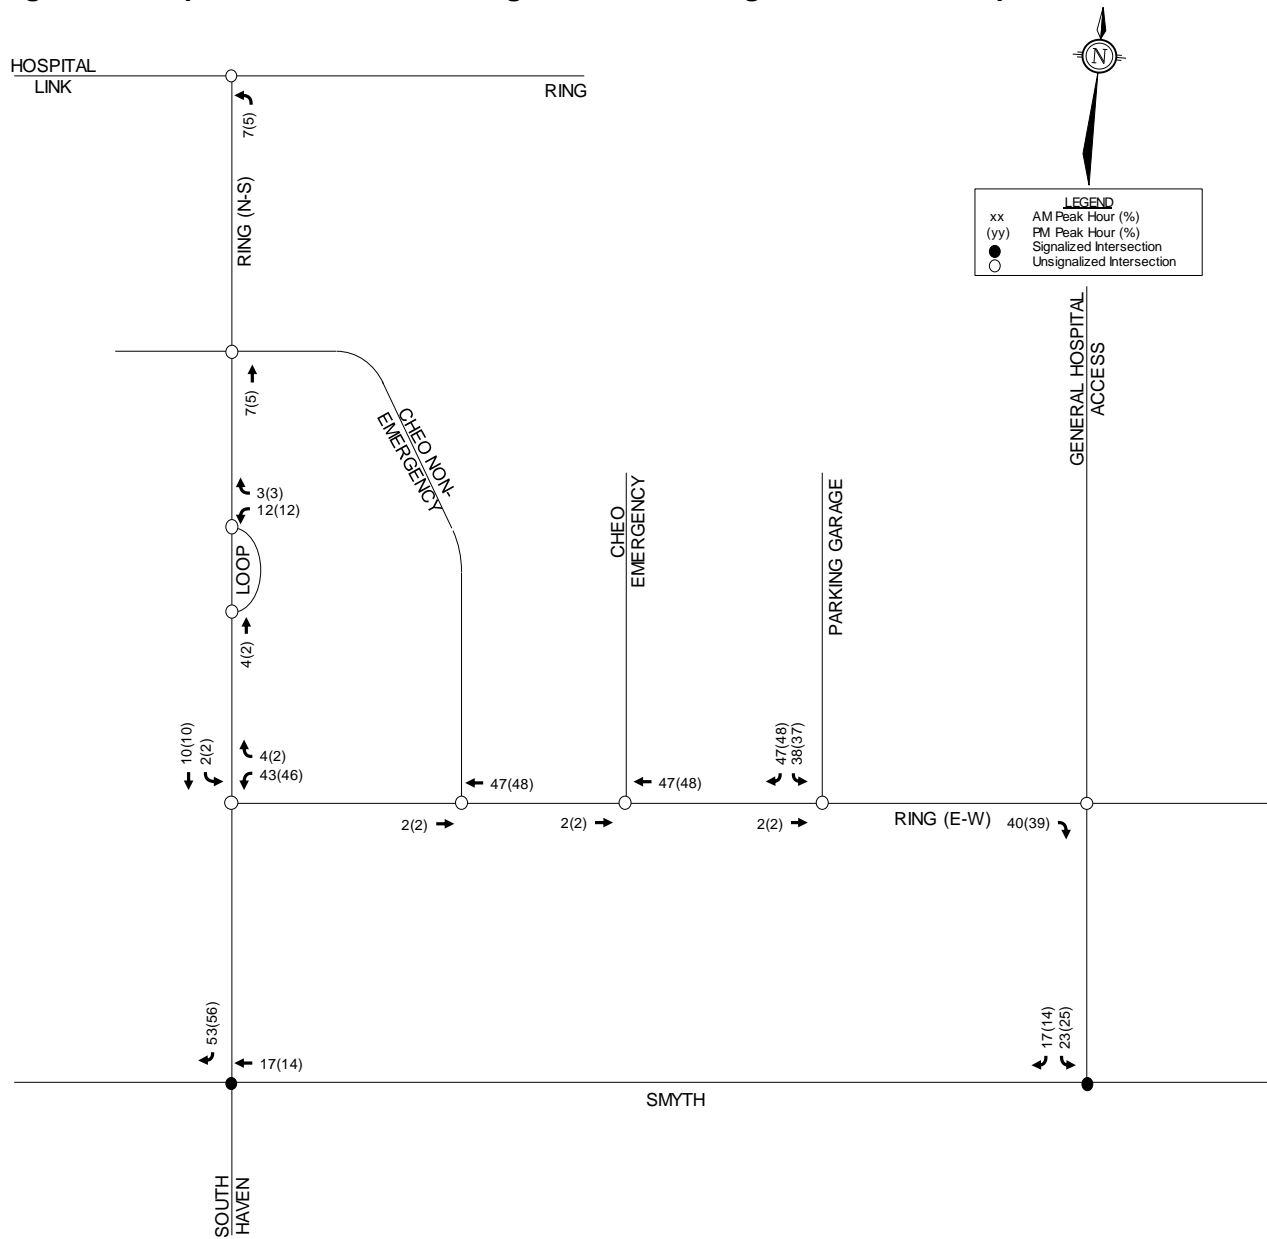 HOSPITAL
LINK
RING
N
7(5)
RING (N-S)
LEGEND
xx AM Peak Hour (%)
(yy) PM Peak Hour (%)
Signalized Intersection
Unsignalized Intersection
GENERAL HOSPITAL
ACCESS
7(5)
CHEO NON-
EMERGENCY
3(3)
12(12)
LOOP
CHEO
EMERGENCY
PARKING GARAGE
4(2)
10(10)
2(2)
4(2)
43(46)
47(48)
47(48)
47(48)
38(37)
2(2)
2(2)
2(2)
RING (E-W)
40(39)
53(56)
17(14)
17(14)
23(25)
SMYTH
SOUTH
HAVEN